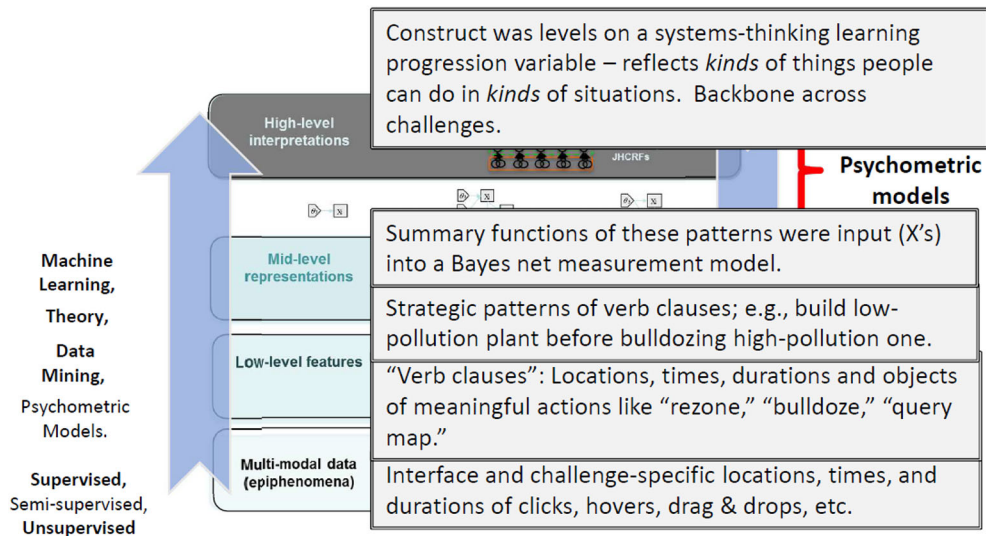 Construct was levels on a systems-thinking learning
progression variable – reflects kinds of things people
can do in kinds of situations. Backbone across
challenges.
High-level
interpretations
JHCRFs
Psychometric
models
θ X
X
θ X
Summary functions of these patterns were input (X's)
into a Bayes net measurement model.
Mid-level
representations
Machine
Learning,
Theory,
Data
Mining,
Psychometric
Models.
Strategic patterns of verb clauses; e.g., build low-
pollution plant before bulldozing high-pollution one.
Low-level features
“Verb clauses”: Locations, times, durations and objects
of meaningful actions like “rezone,” “bulldoze,” “query
map.”
Multi-modal data
(epiphenomena)
Interface and challenge-specific locations, times, and
durations of clicks, hovers, drag & drops, etc.
Supervised,
Semi-supervised,
Unsupervised